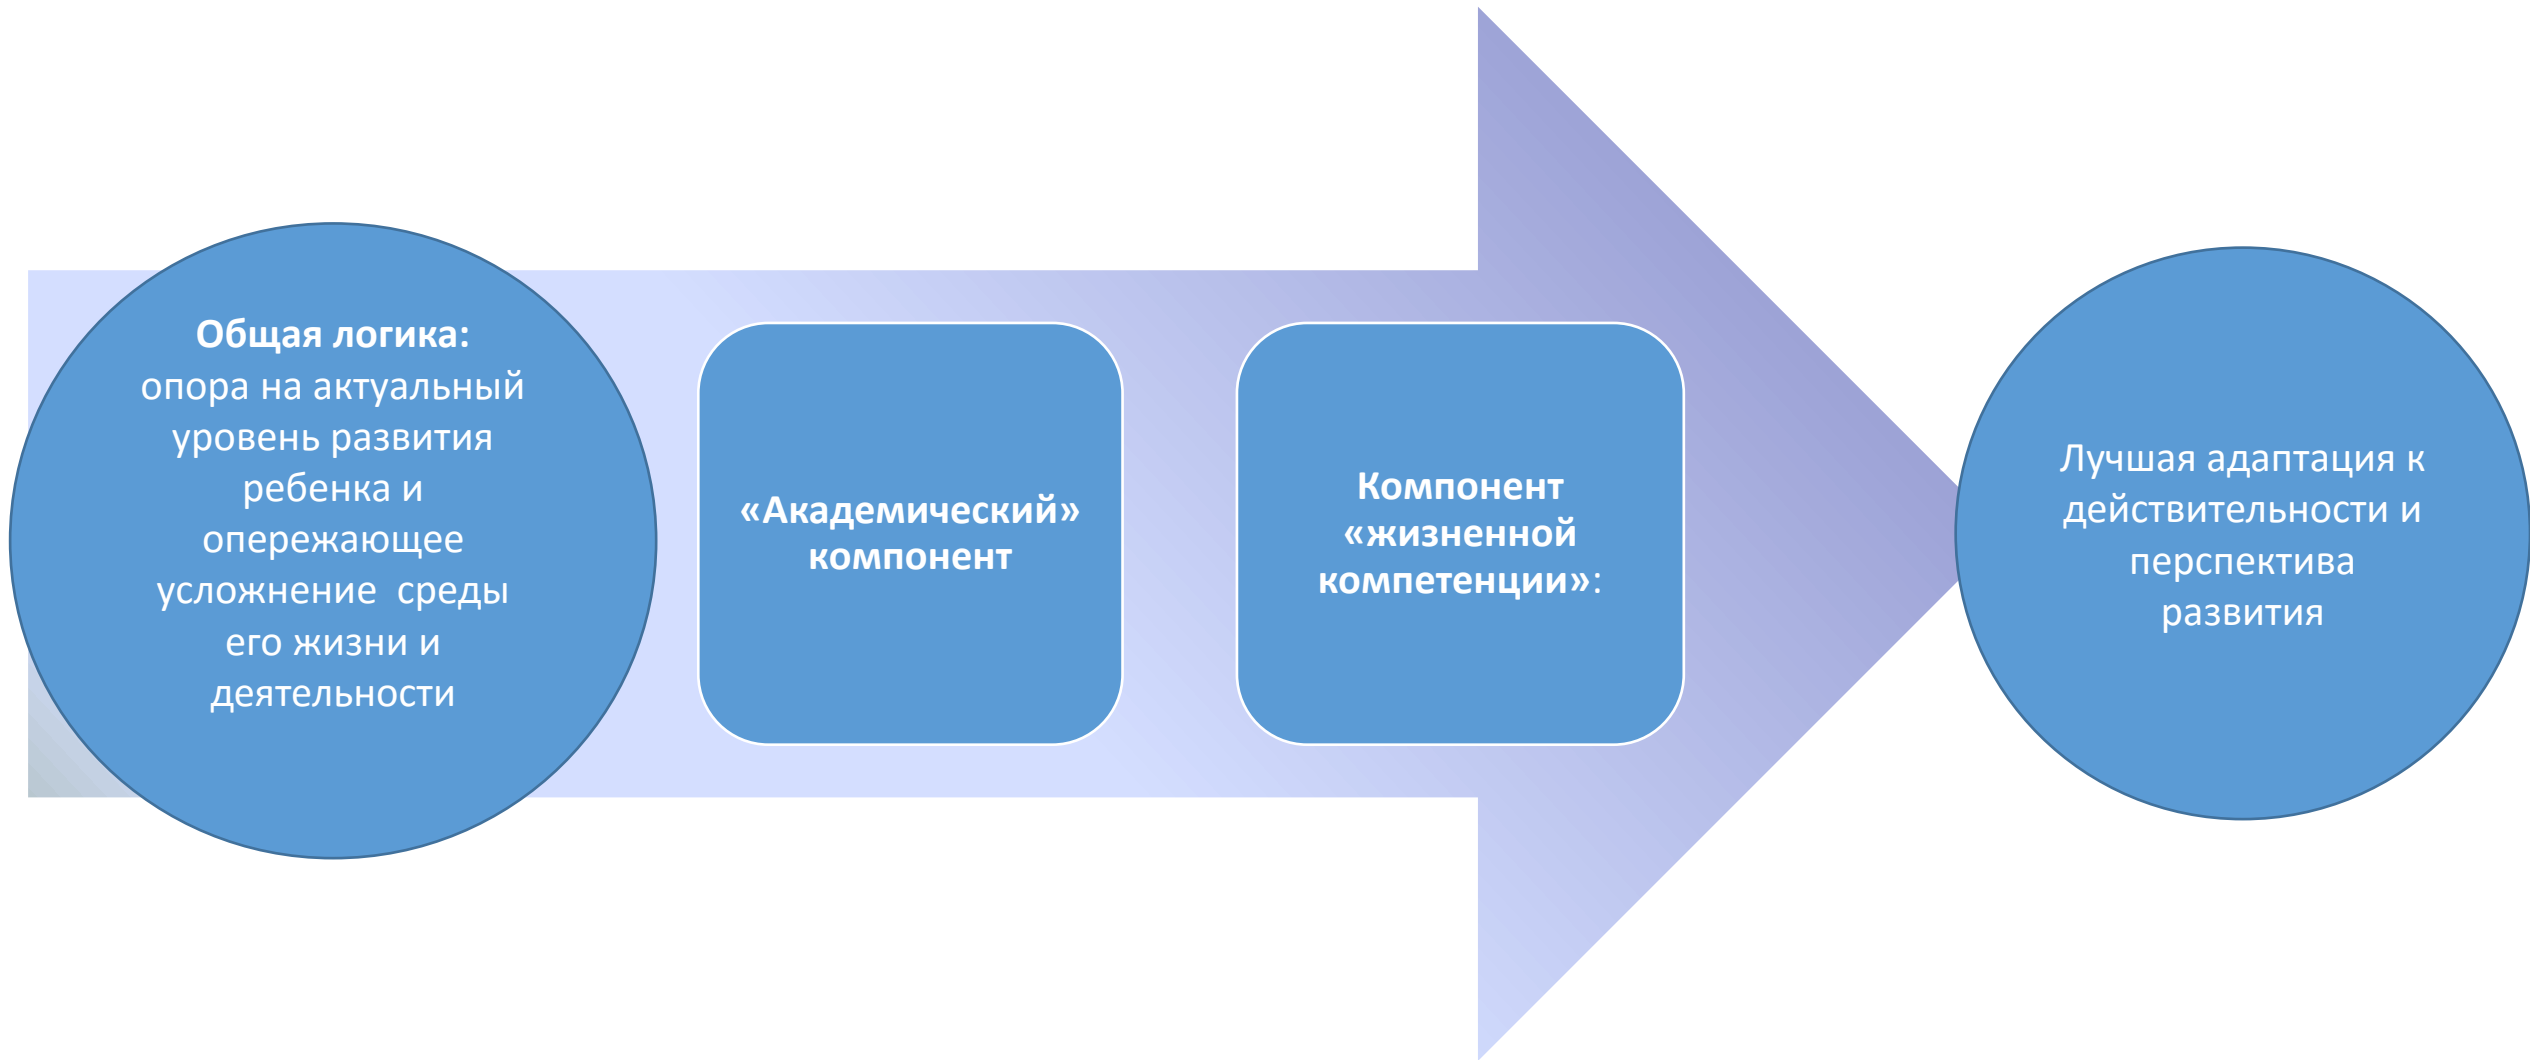 Общая логика:
опора на актуальный
уровень развития
ребенка и
опережающее
усложнение  среды
его жизни и
деятельности
«Академический»
компонент
Компонент
«жизненной
компетенции»:
Лучшая адаптация к
действительности и
перспектива
развития